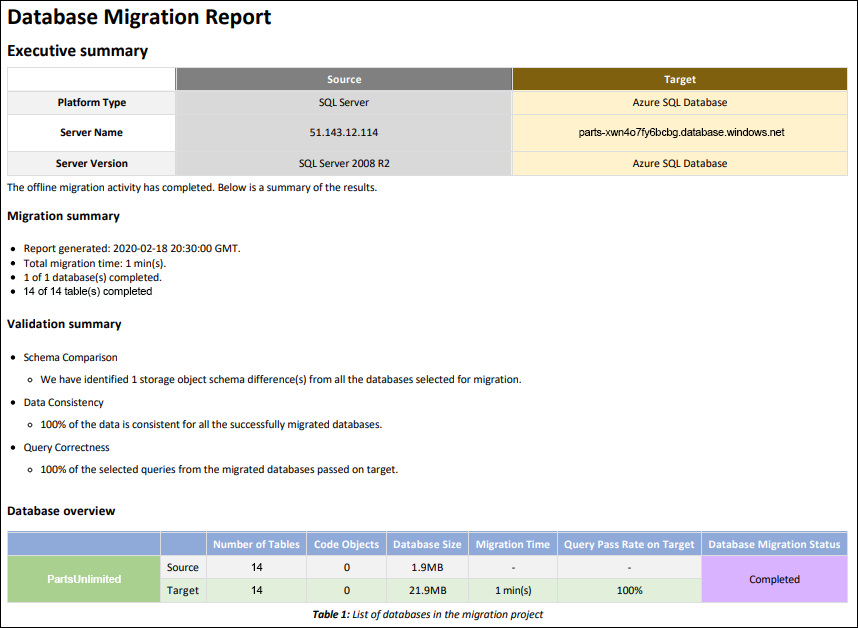 Database Migration Report
Executive summary
Source Target
Platform Type SQL Server Azure SQL Database
Server Name 51.143.12.114 parts-xwn4o7fy6bcbg.database.windows.net
Server Version SQL Server 2008 R2 Azure SQL Database
The offline migration activity has completed. Below is a summary of the results.
Migration summary
• Report generated: 2020-02-18 20:30:00 GMT.
• Total migration time: 1 min(s).
• 1 of 1 database(s) completed.
• 14 of 14 table(s) completed
Validation summary
• Schema Comparison
○ We have identified 1 storage object schema difference(s) from all the databases selected for migration.
• Data Consistency
○ 100% of the data is consistent for all the successfully migrated databases.
• Query Correctness
○ 100% of the selected queries from the migrated databases passed on target.
Database overview
Number of Tables Code Objects Database Size Migration Time Query Pass Rate on Target Database Migration Status
PartsUnlimited Source 14 0 1.9MB - - Completed
Target 14 0 21.9MB 1 min(s) 100%
Table 1: List of databases in the migration project